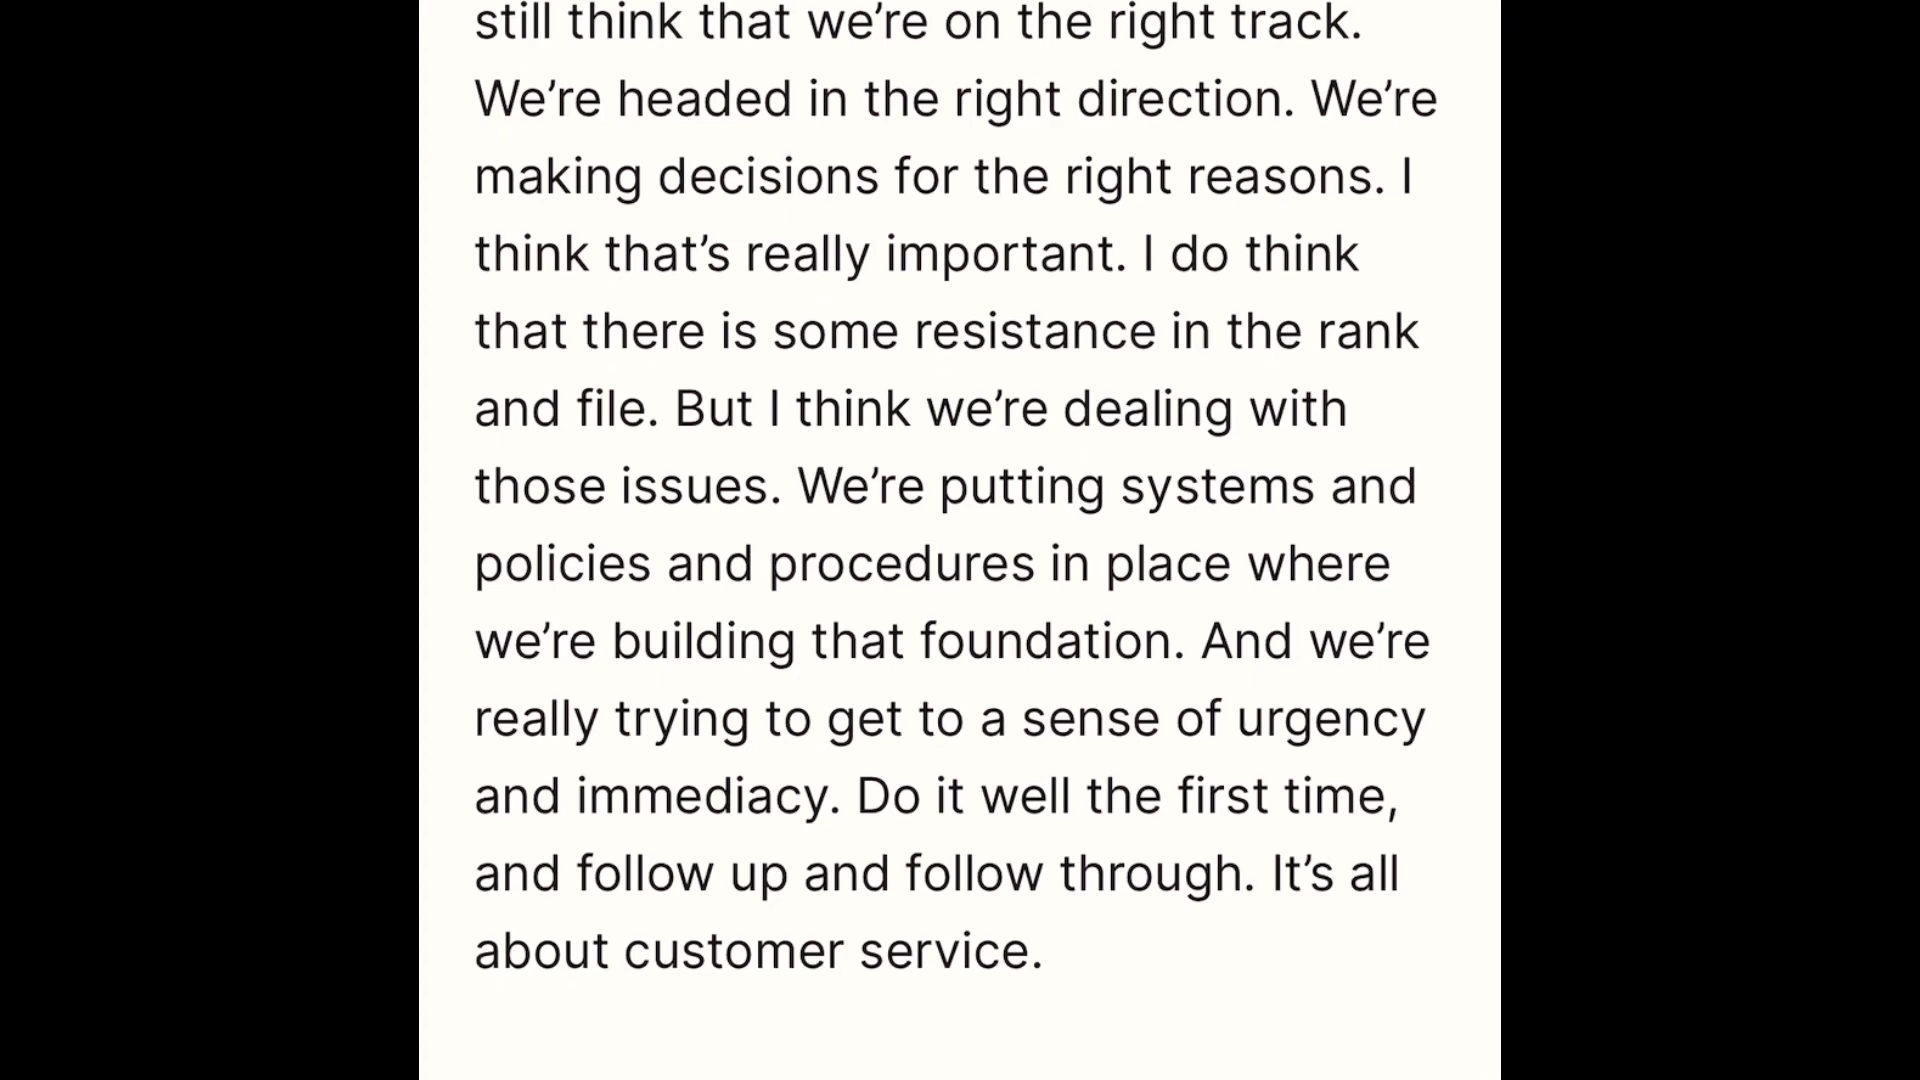 still think that we’re on the right track.
We’re headed in the right direction. We’re
making decisions for the right reasons. I
think that’s really important. I do think
that there is some resistance in the rank
and file. But I think we’re dealing with
those issues. We’re putting systems and
policies and procedures in place where
we’re building that foundation. And we’re
really trying to get to a sense of urgency
and immediacy. Do it well the first time,
and follow up and follow through. It’s all
about customer service.